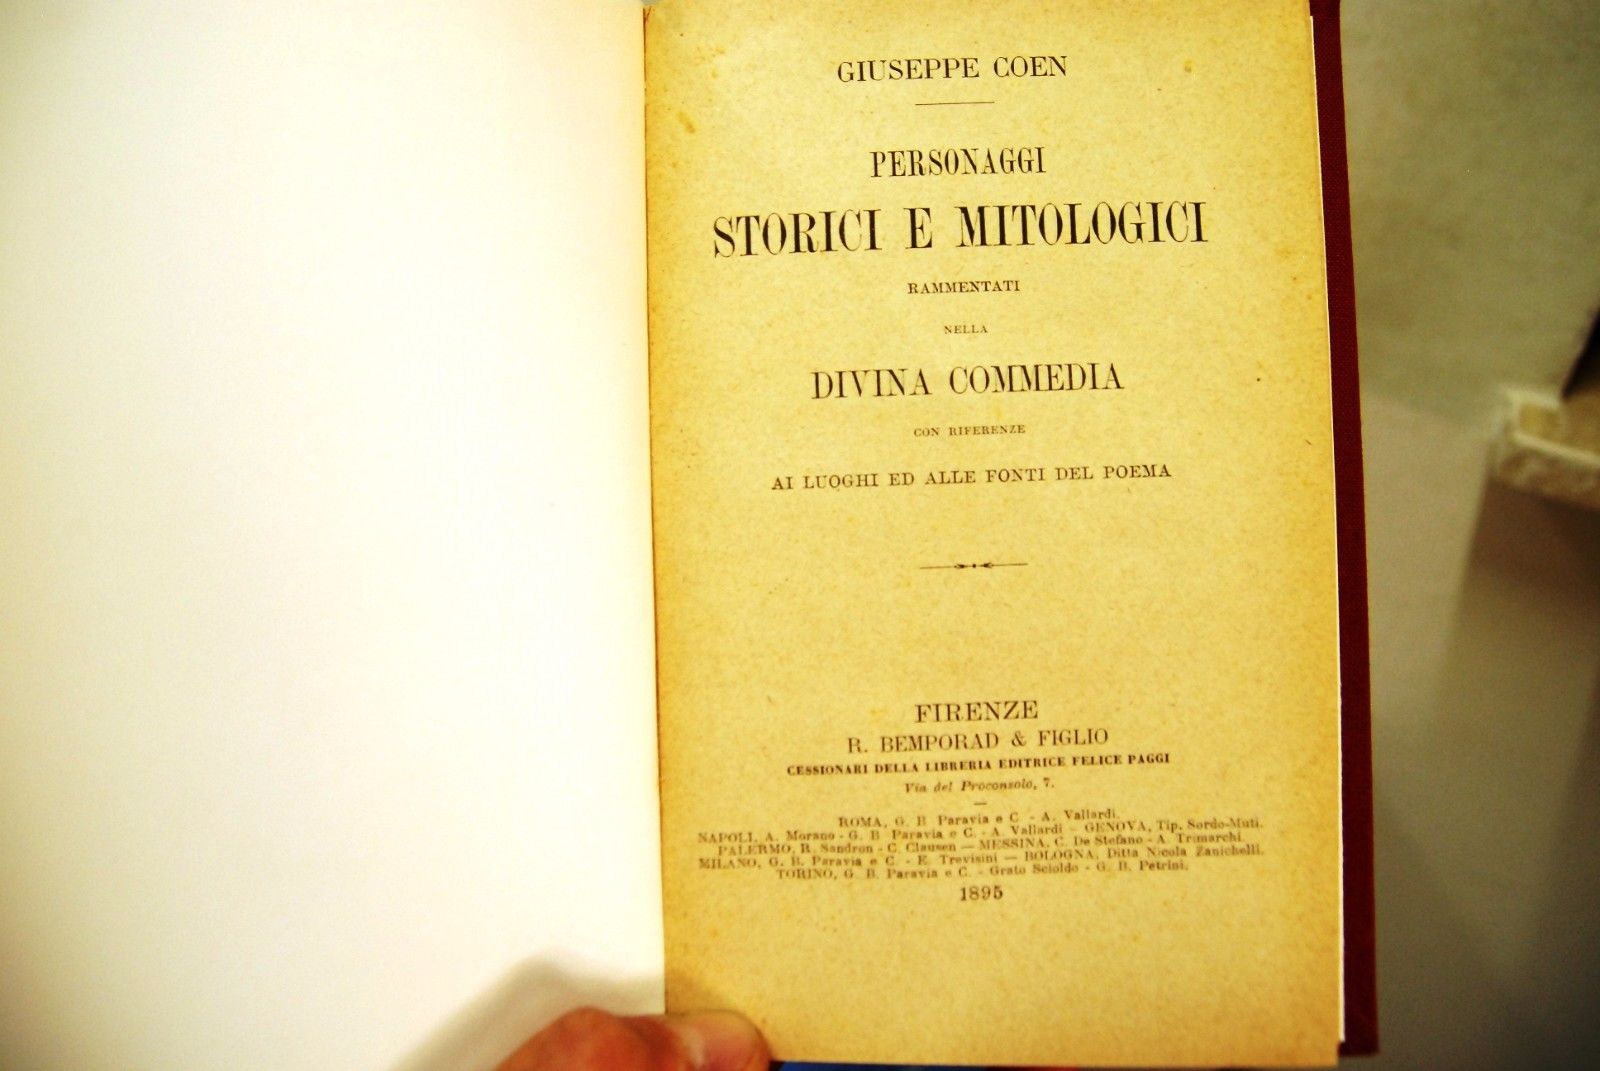 GIUSEPPE COEN
PERSONAGGI
STORICI E MITOLOGICI
RAMMENTATI
NELLA
DIVINA COMMEDIA
CON RIFERENZE
AI LUOGHI ED ALLE FONTI DEL POEMA
FIRENZE
R. BEMPORAD & FIGLIO
CESSIONARI DELLA LIBRERIA EDITRICE FELICE PAGGI
Via del Proconsolo, 7.
ROMA, G. B. Paravia e C. - A. Vallardi.
NAPOLI, A. Morano - G. B. Paravia e C. - A. Vallardi — GENOVA, Tip. Sordo-Muti.
PALERMO, R. Sandron - C. Clausen — MESSINA, C. De Stefano - A. Trimarchi.
MILANO, G. B. Paravia e C. - E. Trevisini — BOLOGNA, Ditta Nicola Zanichelli.
TORINO, G. B. Paravia e C. - Grato Scioldo - G. B. Petrini.
1895